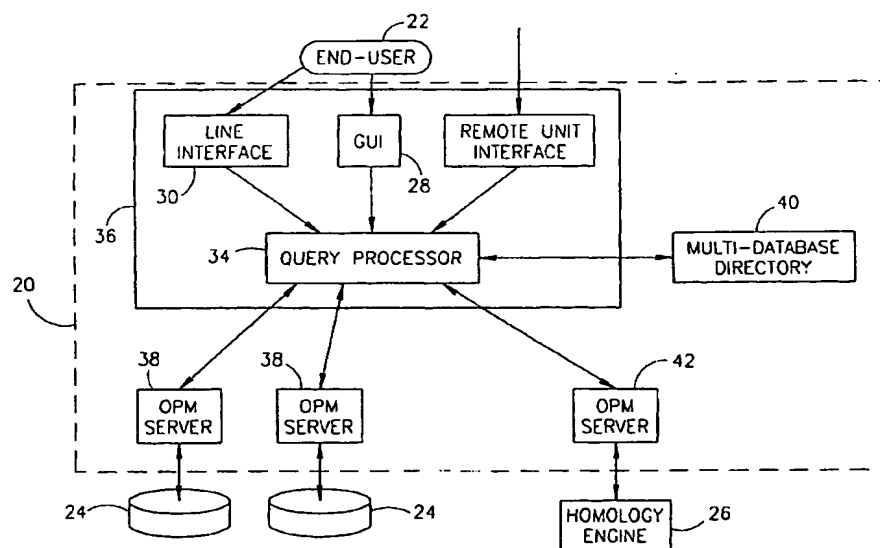 22
END-USER
LINE
INTERFACE
GUI
REMOTE UNIT
INTERFACE
30
28
36
34
QUERY PROCESSOR
40
MULTI-DATABASE
DIRECTORY
20
38
38
42
OPM
SERVER
OPM
SERVER
OPM
SERVER
24
24
HOMOLOGY
ENGINE
26